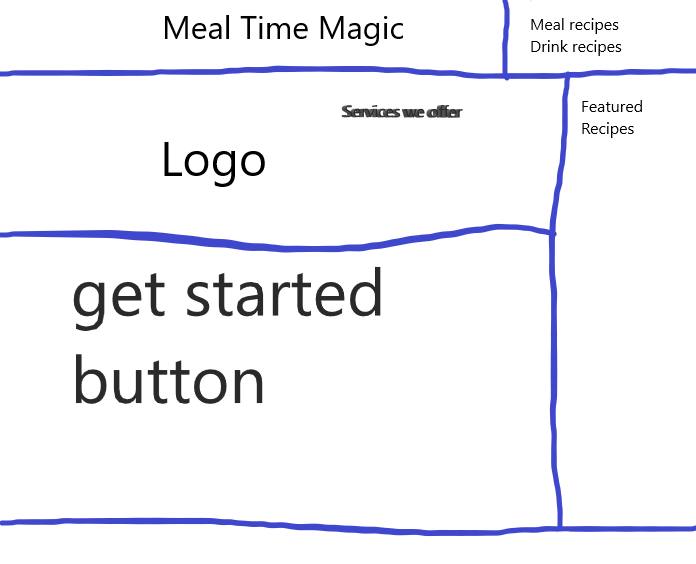 Meal Time Magic
Meal recipes
Drink recipes
Services we offer
Logo
Featured
Recipes
get started
button